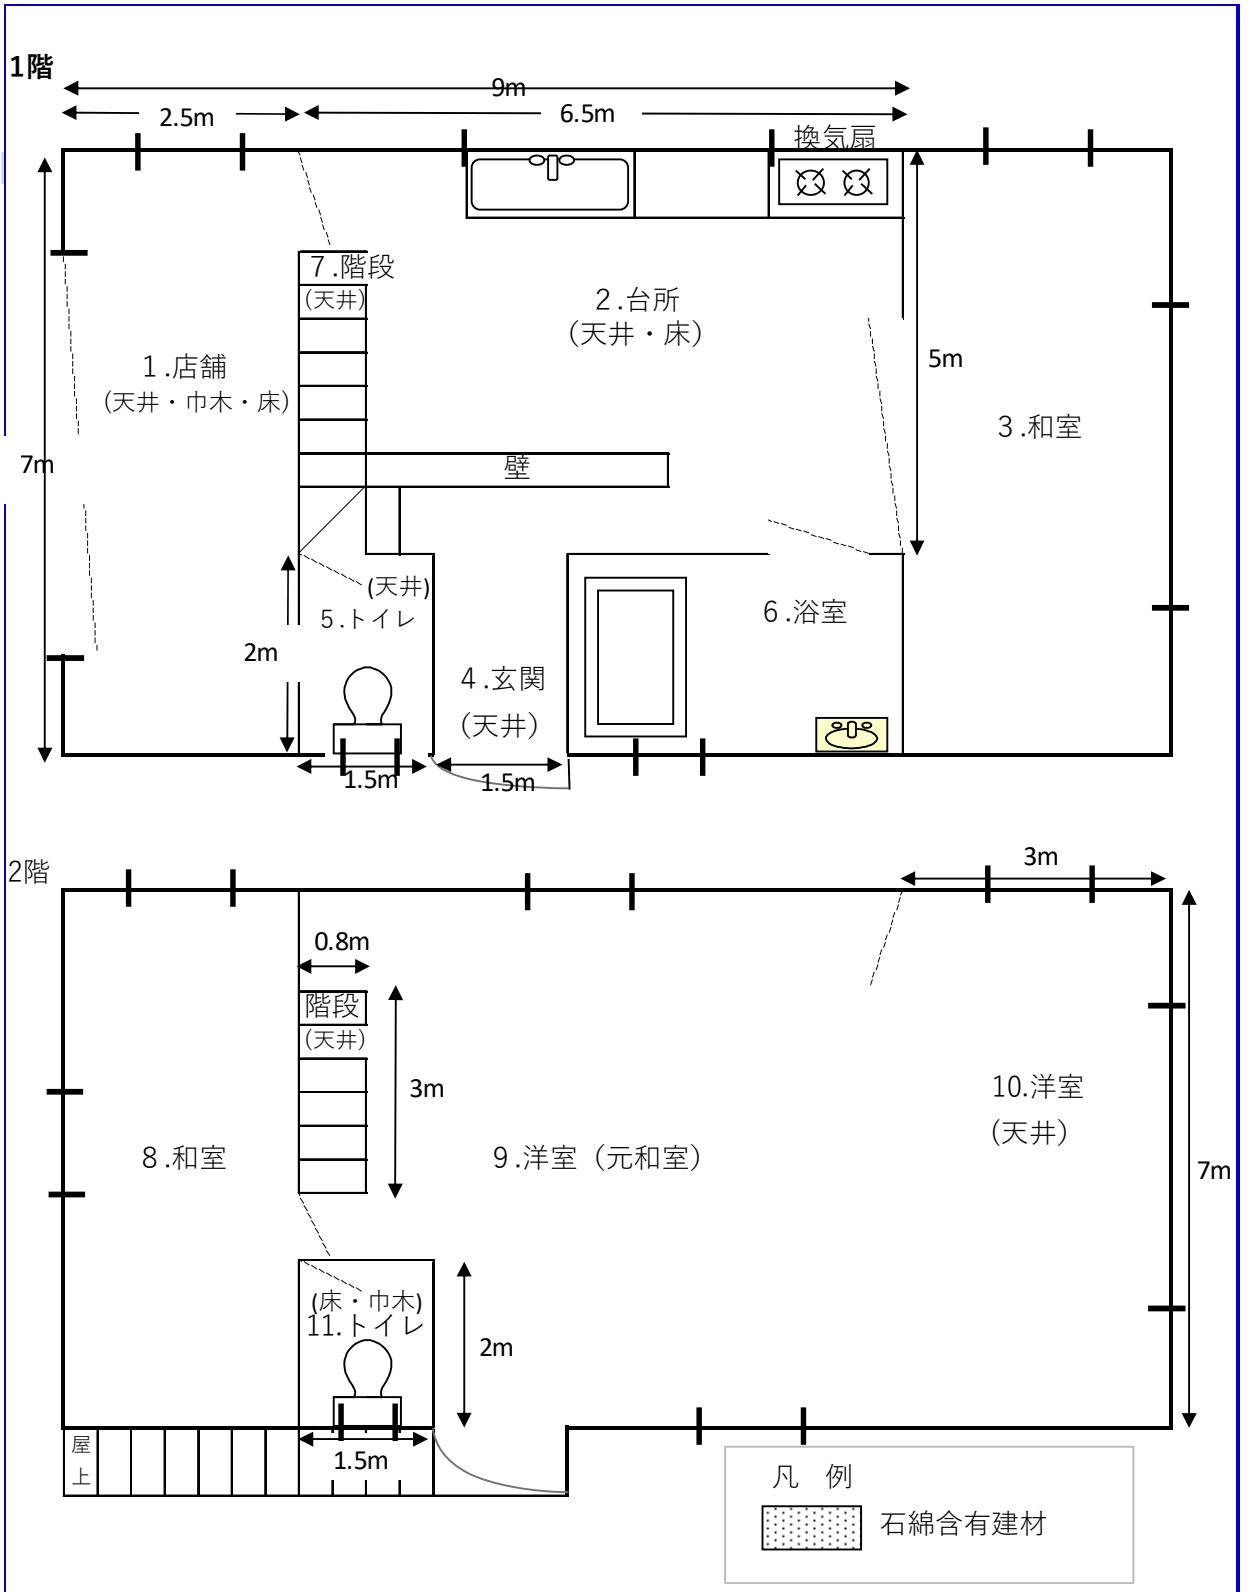 1階
9m
2.5m
6.5m
換気扇
7.階段
(天井)
2.台所
(天井・床)
1.店舗
(天井・巾木・床)
5m
3.和室
7m
壁
(天井)
5.トイレ
6.浴室
2m
4.玄関
(天井)
1.5m
1.5m
2階
3m
0.8m
階段
(天井)
3m
10.洋室
(天井)
8.和室
9.洋室(元和室)
7m
(床・巾木)
11.トイレ
2m
屋上
1.5m
凡 例
石綿含有建材